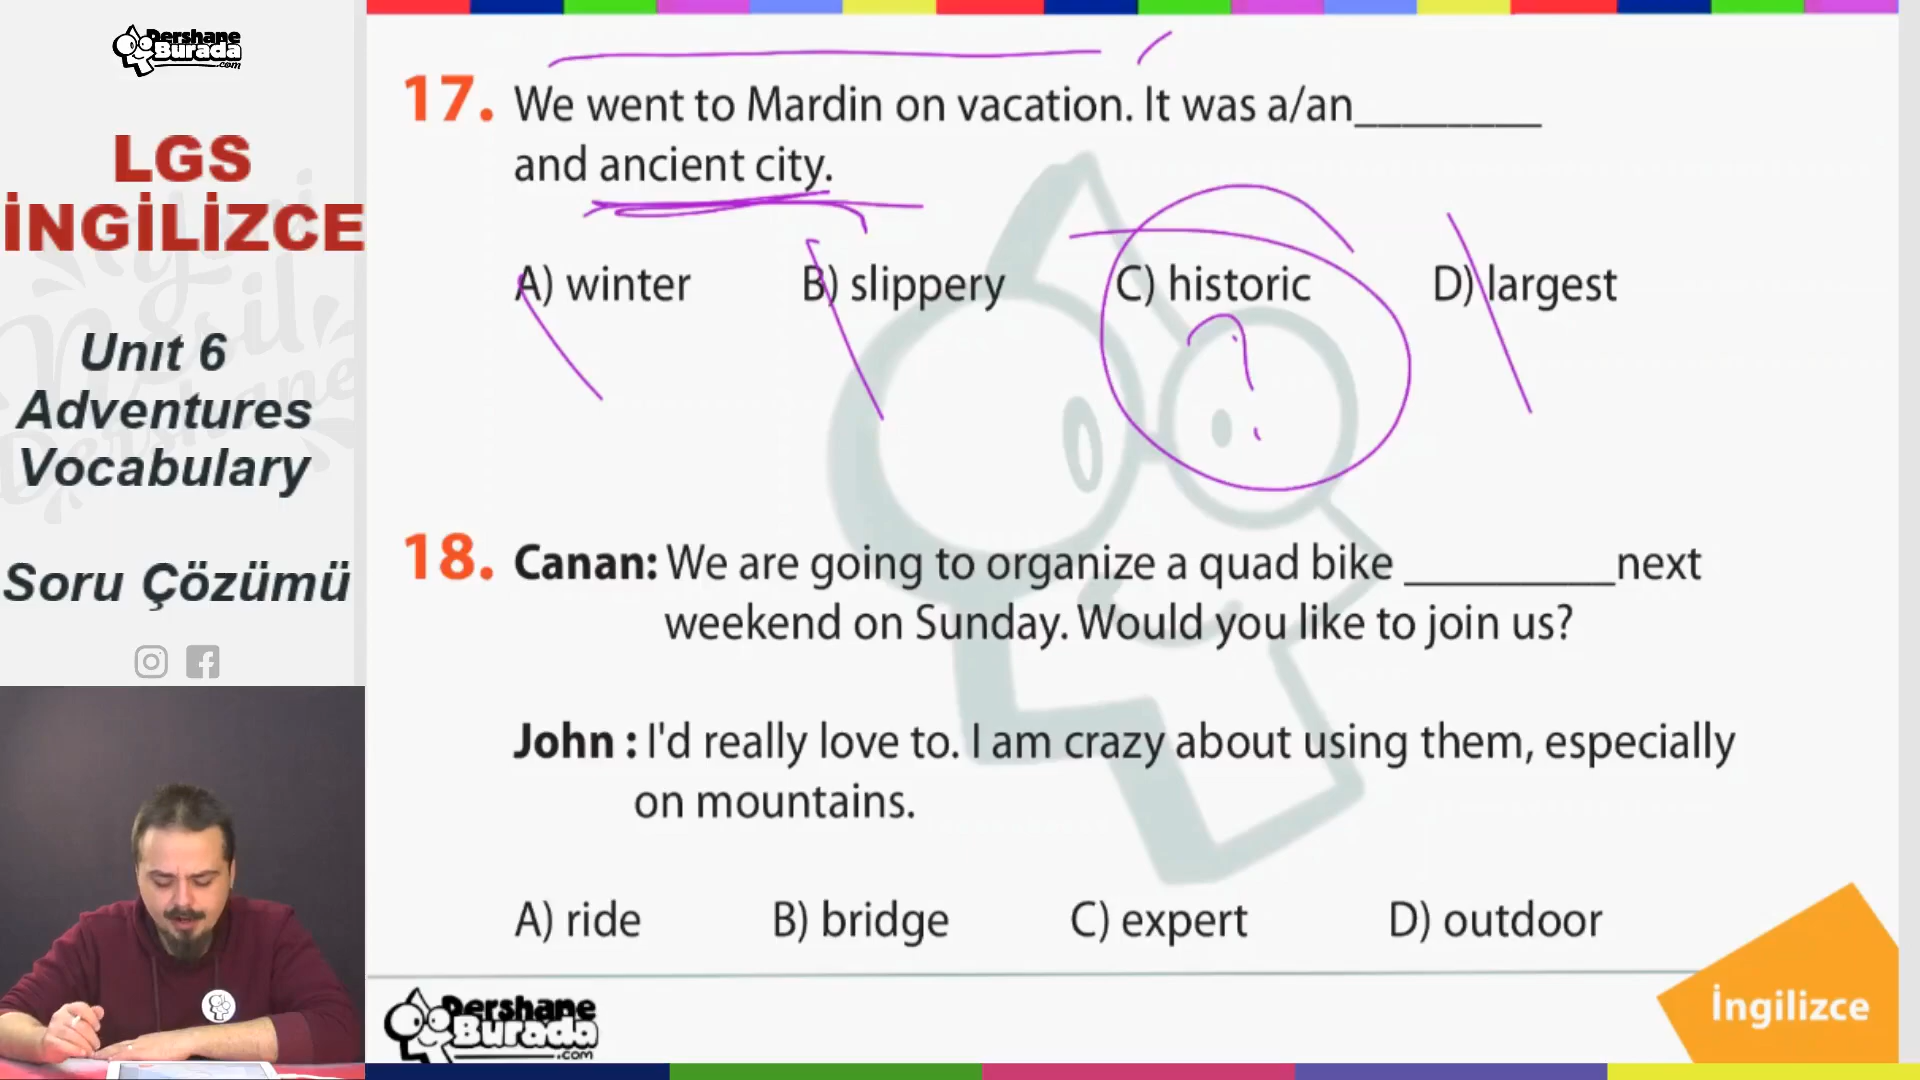 Dershane
Burada
.com
LGS
İNGİLİZCE
Unıt 6
Adventures
Vocabulary
Soru Çözümü
17. We went to Mardin on vacation. It was a/an________
and ancient city.
A) winter B) slippery C) historic D) largest
?
18. Canan: We are going to organize a quad bike _________next
weekend on Sunday. Would you like to join us?
John : I'd really love to. I am crazy about using them, especially
on mountains.
A) ride B) bridge C) expert D) outdoor
Dershane
Burada
.com
İngilizce